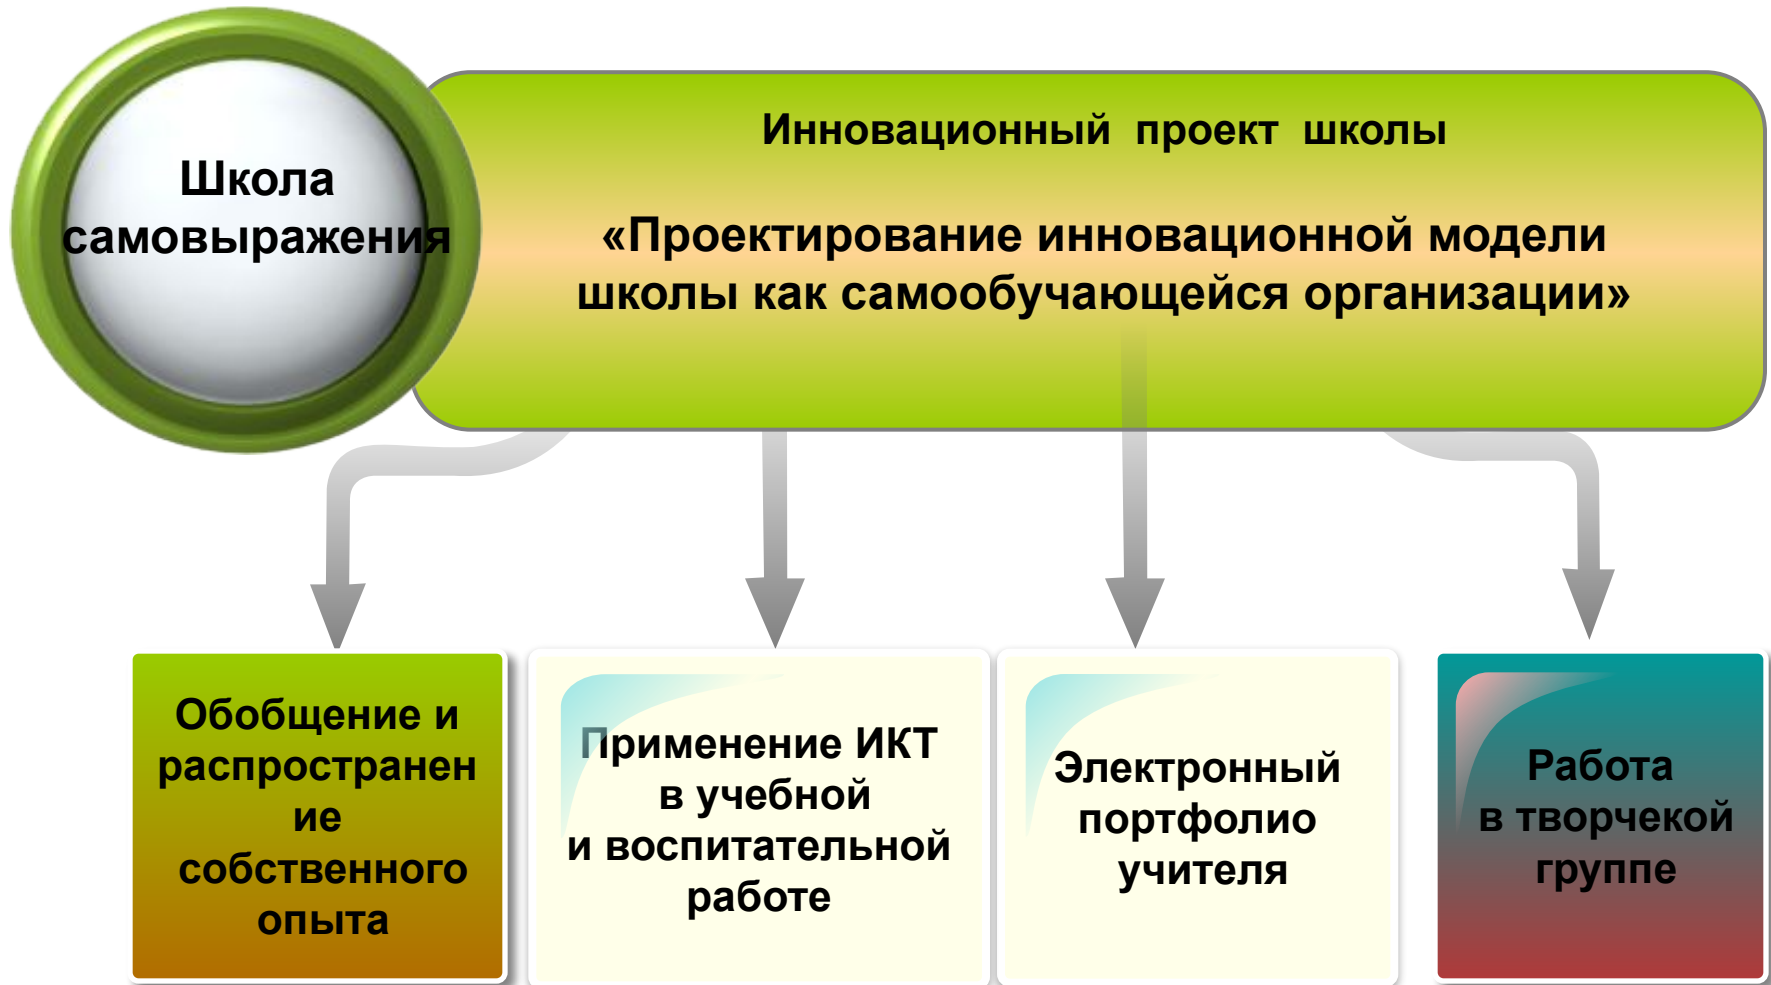 Школа
самовыражения
Инновационный проект школы
«Проектирование инновационной модели
школы как самообучающейся организации»
Обобщение и
распространен
ие
собственного
опыта
Применение ИКТ
в учебной
и воспитательной
работе
Электронный
портфолио
учителя
Работа
в творчекой
группе